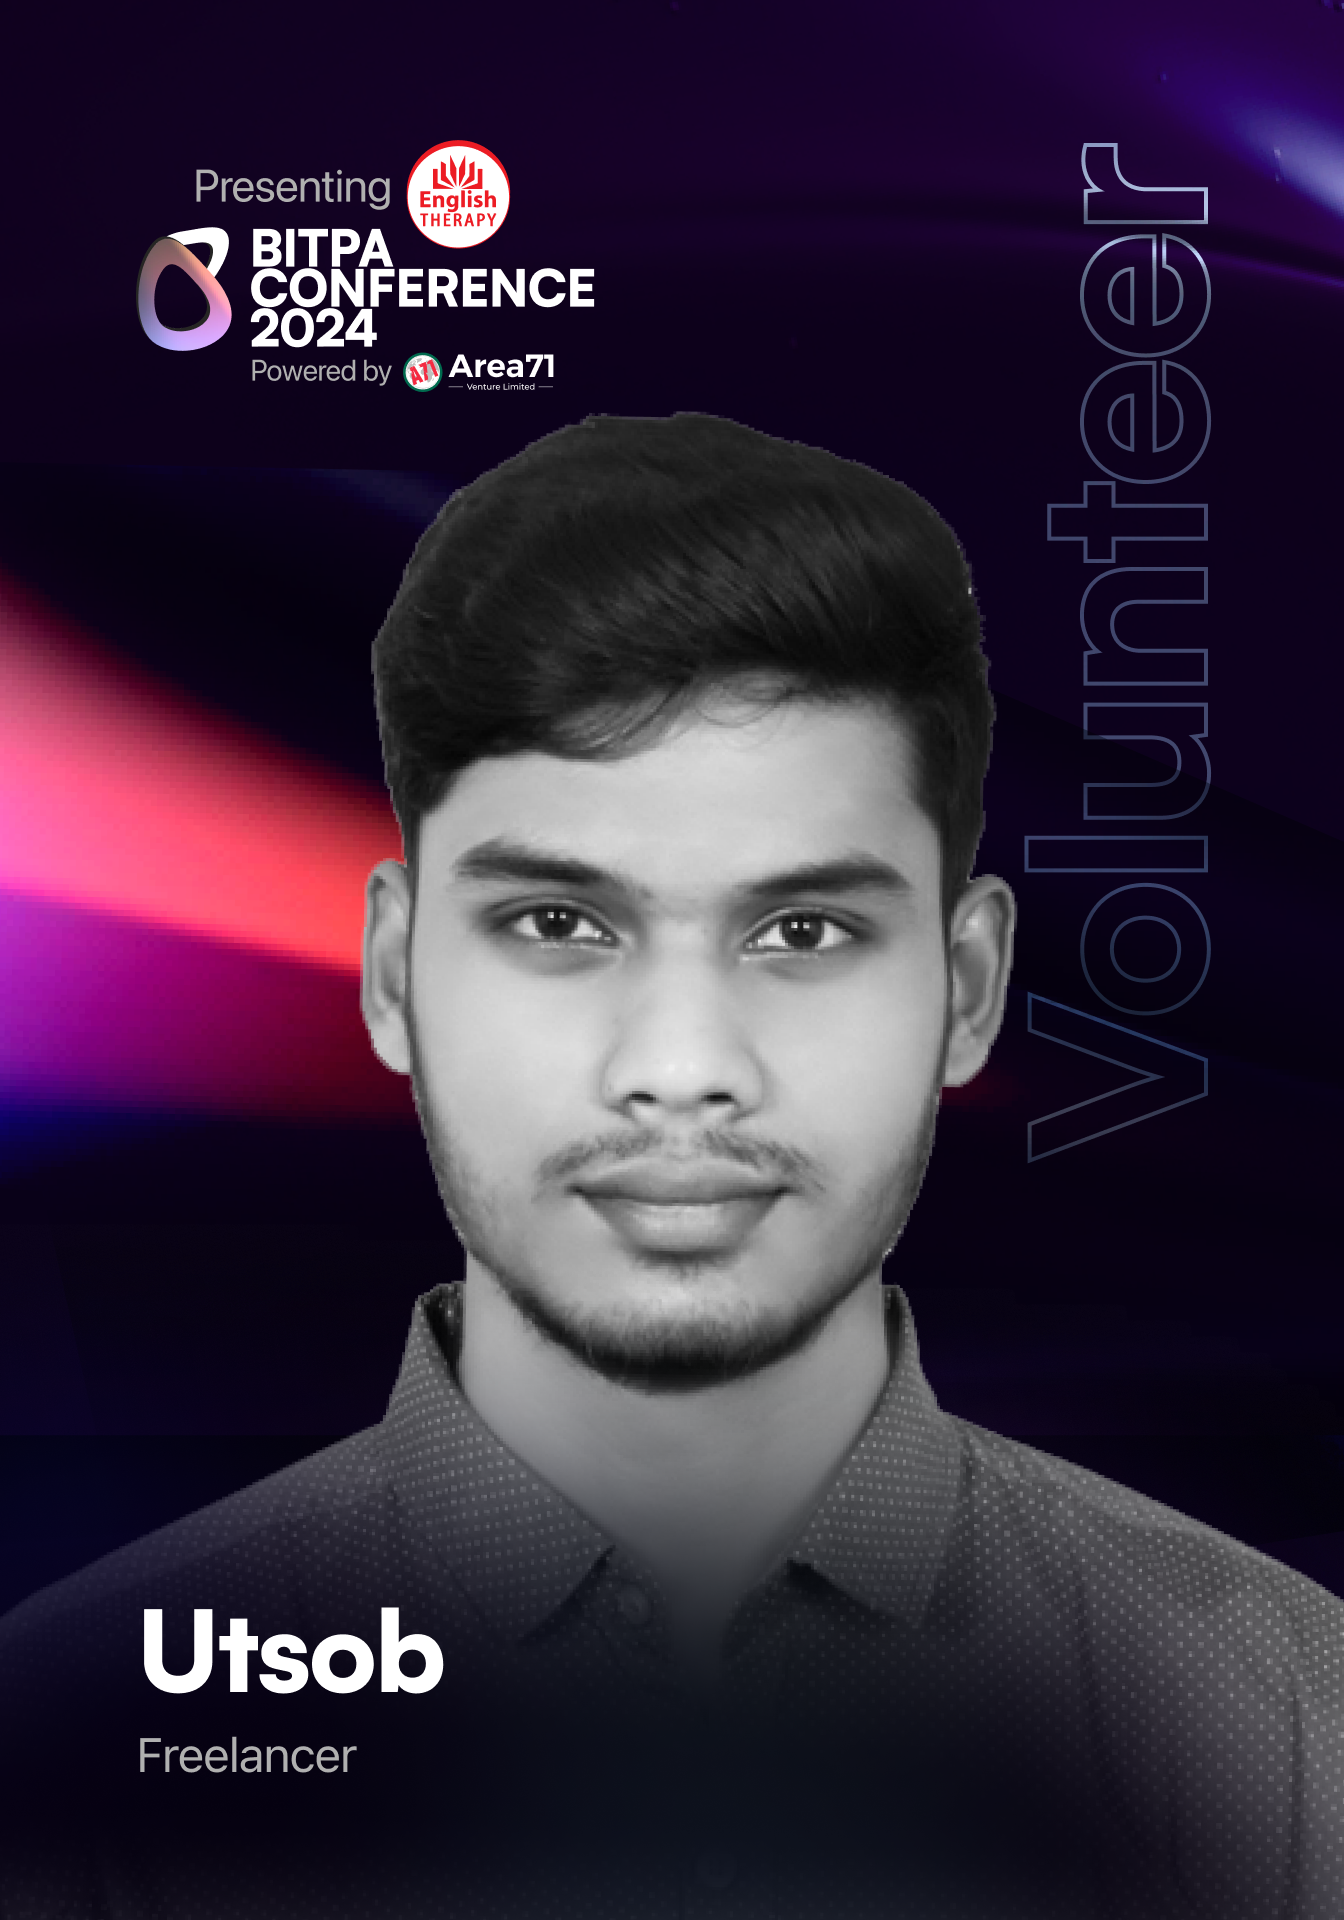 Presenting
English
THERAPY
BITPA
CONFERENCE
2024
Powered by
A71
Area71
Venture Limited
Volunteer
Utsob
Freelancer